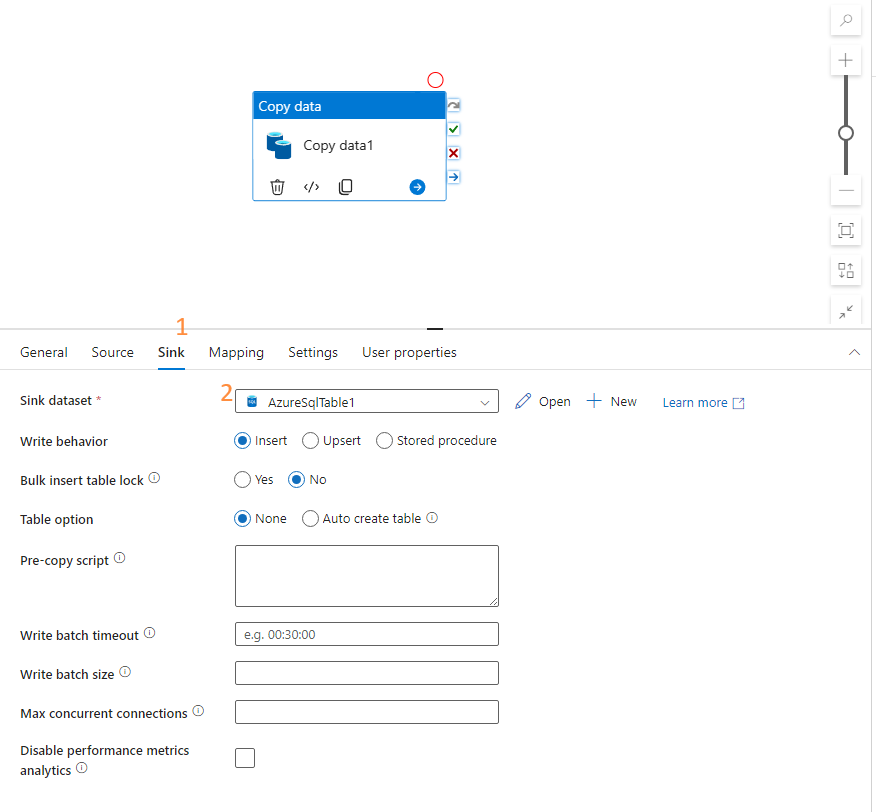 Copy data
Copy data1
1
General Source Sink Mapping Settings User properties
Sink dataset * 2 AzureSqlTable1 Open New Learn more
Write behavior Insert Upsert Stored procedure
Bulk insert table lock Yes No
Table option None Auto create table
Pre-copy script
Write batch timeout e.g. 00:30:00
Write batch size
Max concurrent connections
Disable performance metrics
analytics